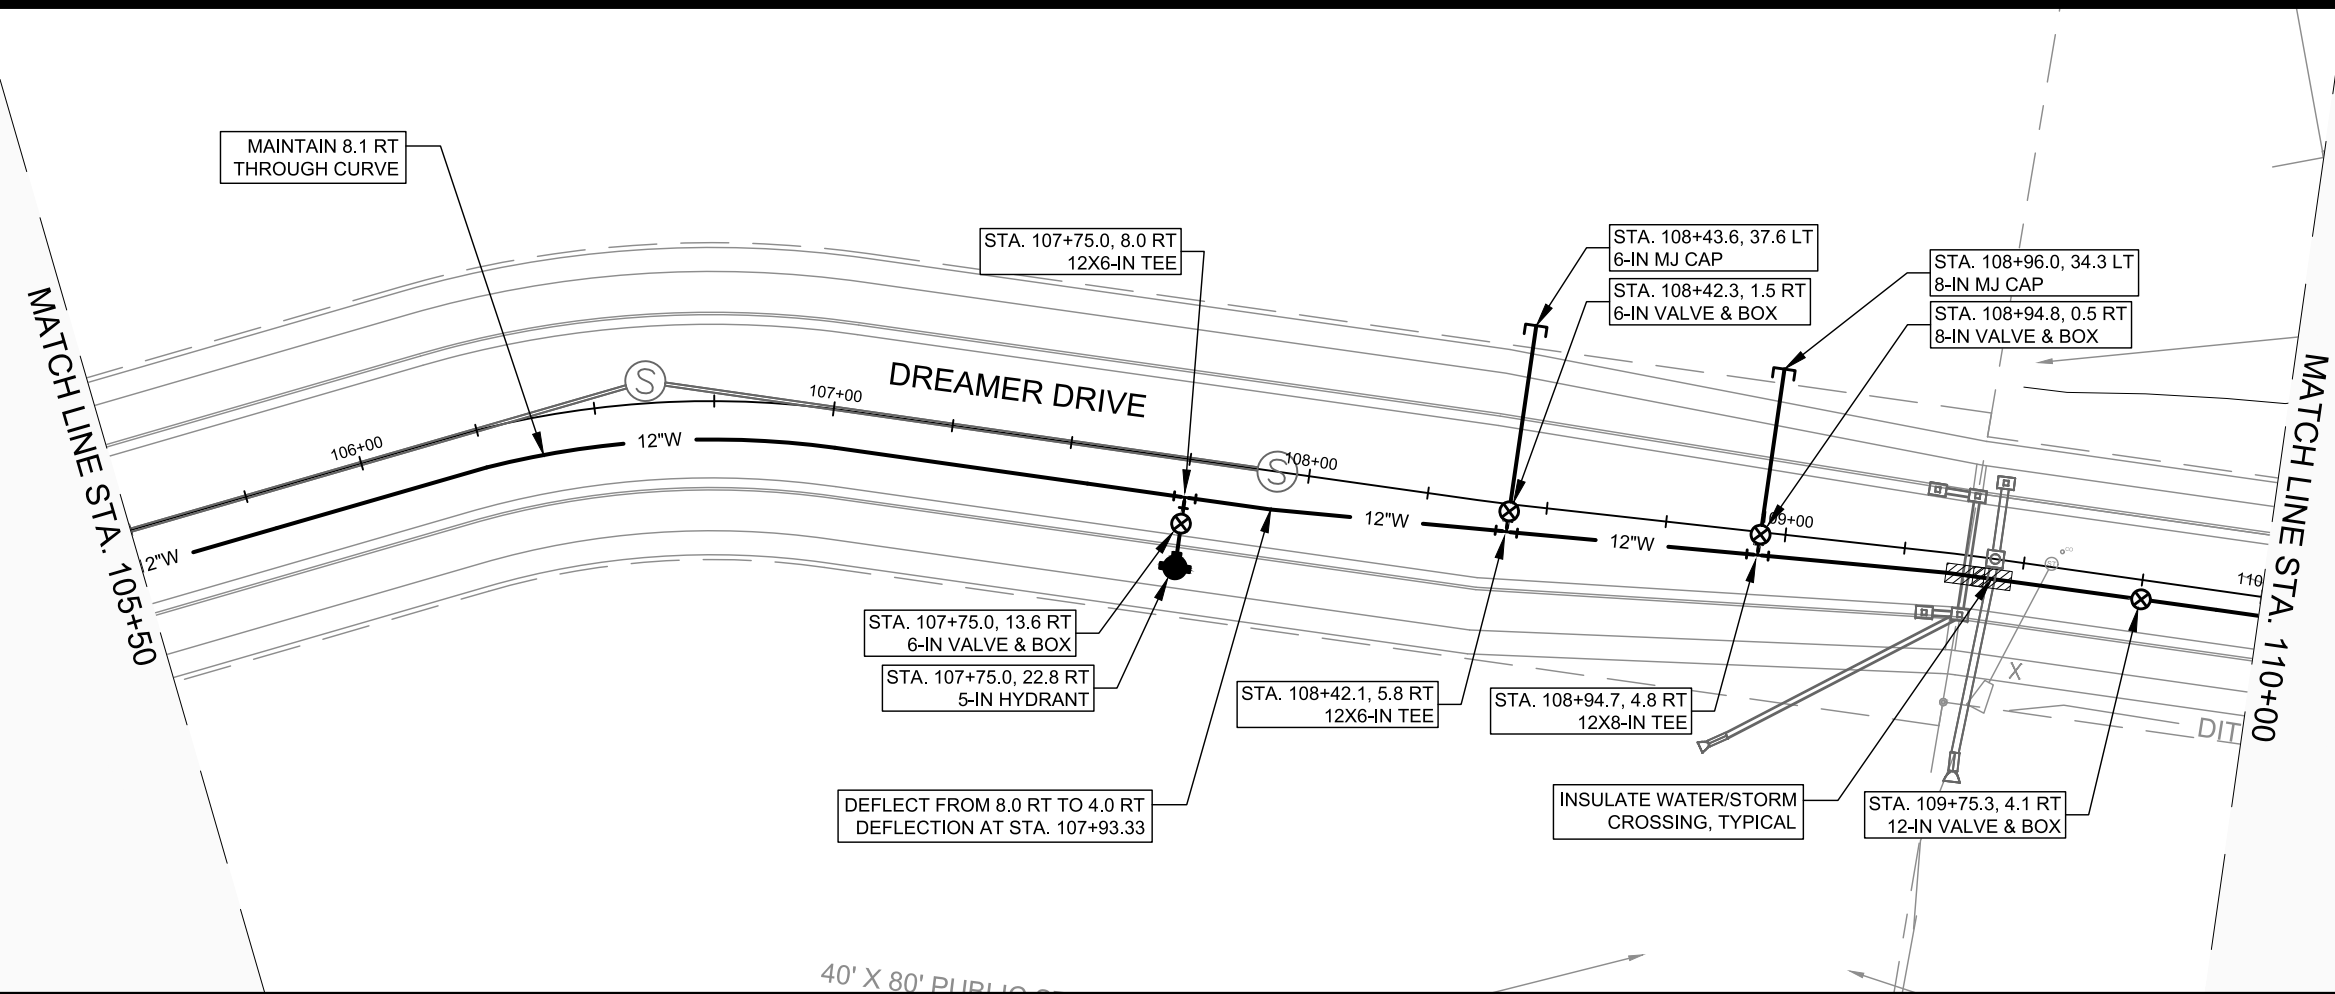 MAINTAIN 8.1 RT
THROUGH CURVE
STA. 107+75.0, 8.0 RT
12X6-IN TEE
STA. 108+43.6, 37.6 LT
6-IN MJ CAP
STA. 108+42.3, 1.5 RT
6-IN VALVE & BOX
STA. 108+96.0, 34.3 LT
8-IN MJ CAP
STA. 108+94.8, 0.5 RT
8-IN VALVE & BOX
MATCH LINE STA. 105+50
106+00
S
107+00
DREAMER DRIVE
12"W
2"W
S
108+00
12"W
12"W
09+00
110
MATCH LINE STA. 110+00
STA. 107+75.0, 13.6 RT
6-IN VALVE & BOX
STA. 107+75.0, 22.8 RT
5-IN HYDRANT
STA. 108+42.1, 5.8 RT
12X6-IN TEE
STA. 108+94.7, 4.8 RT
12X8-IN TEE
X
DIT
DEFLECT FROM 8.0 RT TO 4.0 RT
DEFLECTION AT STA. 107+93.33
INSULATE WATER/STORM
CROSSING, TYPICAL
STA. 109+75.3, 4.1 RT
12-IN VALVE & BOX
40' X 80' PUBLIC